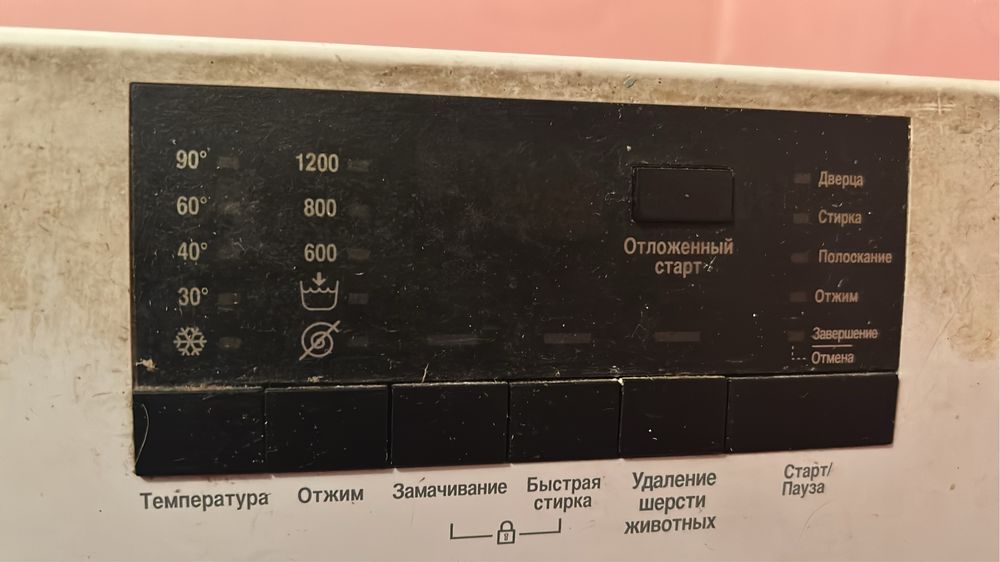 90° 1200
60° 800
40° 600
30°
Отложенный
старт
Дверца
Стирка
Полоскание
Отжим
Завершение
Отмена
Температура
Отжим
Замачивание
Быстрая
стирка
Удаление
шерсти
животных
Старт/
Пауза